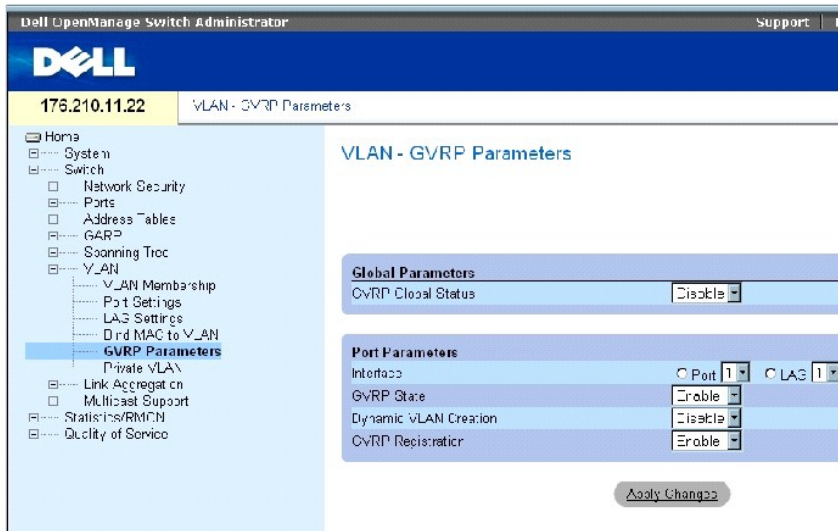 Dell OpenManage Switch Administrator
Support
DELL
176.210.11.22
VLAN - GVRP Parameters
Home
System
Switch
Network Security
Ports
Address Tables
GARP
Spanning Tree
VLAN
VLAN Membership
Port Settings
LAG Settings
Bind MAC to VLAN
GVRP Parameters
Private VLAN
Link Aggregation
Multicast Support
Statistics/RMON
Quality of Service
VLAN - GVRP Parameters
Global Parameters
GVRP Global Status Disable
Port Parameters
Interface Port 1 LAG 1
GVRP State Enable
Dynamic VLAN Creation Disable
GVRP Registration Enable
Apply Changes